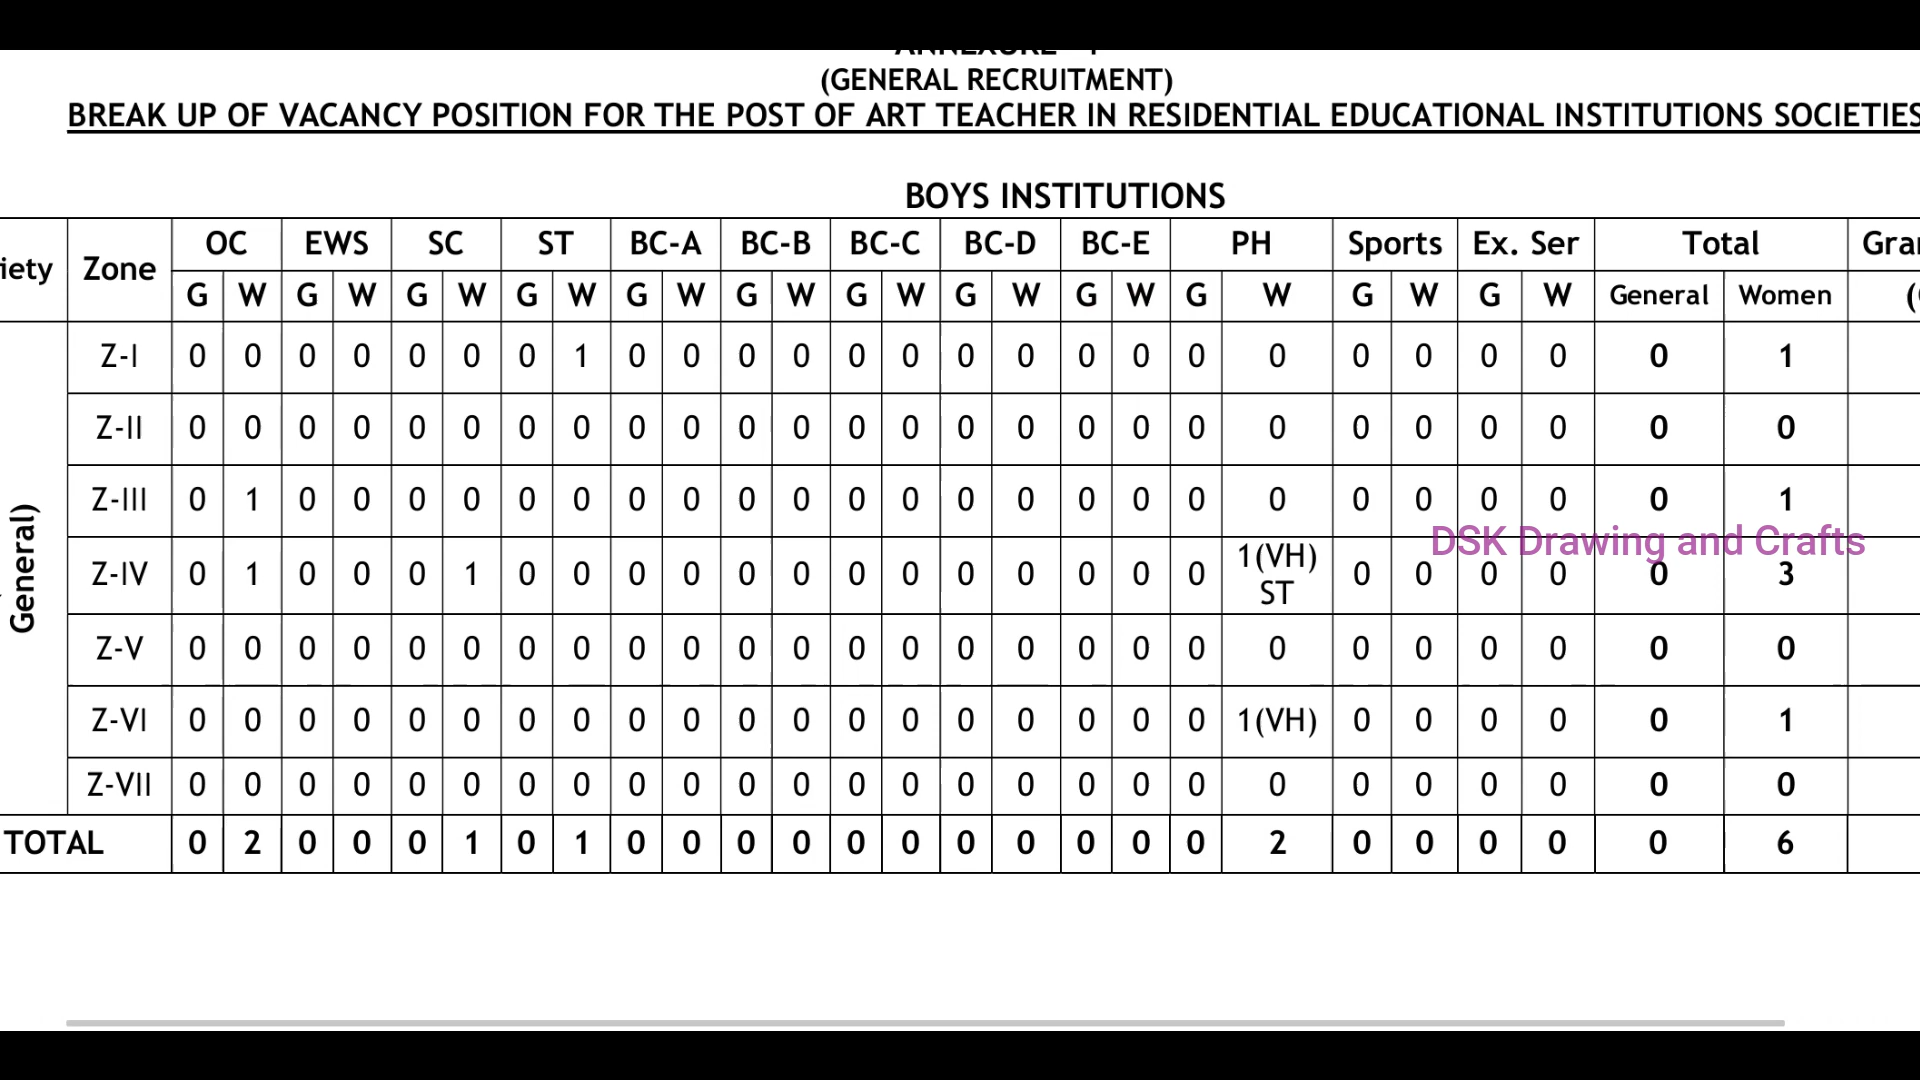 (GENERAL RECRUITMENT)
BREAK UP OF VACANCY POSITION FOR THE POST OF ART TEACHER IN RESIDENTIAL EDUCATIONAL INSTITUTIONS SOCIETIES
BOYS INSTITUTIONS
Zone OC EWS SC ST BC-A BC-B BC-C BC-D BC-E PH Sports Ex. Ser Total
G W G W G W G W G W G W G W G W G W G W G W G W General Women
General)
Z-I 0 0 0 0 0 0 0 1 0 0 0 0 0 0 0 0 0 0 0 0 0 0 0 0 0 1
Z-II 0 0 0 0 0 0 0 0 0 0 0 0 0 0 0 0 0 0 0 0 0 0 0 0 0 0
Z-III 0 1 0 0 0 0 0 0 0 0 0 0 0 0 0 0 0 0 0 0 0 0 0 0 0 1
DSK Drawing and Crafts
Z-IV 0 1 0 0 0 1 0 0 0 0 0 0 0 0 0 0 0 0 0 1(VH) ST 0 0 0 0 0 3
Z-V 0 0 0 0 0 0 0 0 0 0 0 0 0 0 0 0 0 0 0 0 0 0 0 0 0 0
Z-VI 0 0 0 0 0 0 0 0 0 0 0 0 0 0 0 0 0 0 0 1(VH) 0 0 0 0 0 1
Z-VII 0 0 0 0 0 0 0 0 0 0 0 0 0 0 0 0 0 0 0 0 0 0 0 0 0 0
TOTAL 0 2 0 0 0 1 0 1 0 0 0 0 0 0 0 0 0 0 0 2 0 0 0 0 0 6